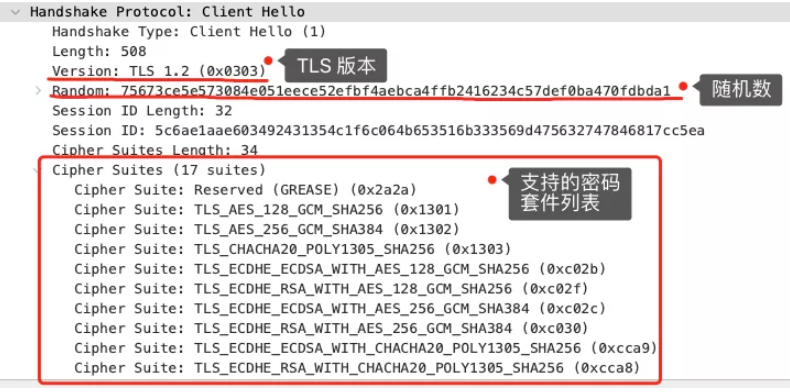 Handshake Protocol: Client Hello
Handshake Type: Client Hello (1)
Length: 508
Version: TLS 1.2 (0x0303)
TLS 版本
Random: 75673ce5e573084e051eece52efbf4aebca4ffb2416234c57def0ba470fdbda1
随机数
Session ID Length: 32
Session ID: 5c6ae1aae603492431354c1f6c064b653516b333569d475632747846817cc5ea
Cipher Suites Length: 34
Cipher Suites (17 suites)
支持的密码
套件列表
Cipher Suite: Reserved (GREASE) (0x2a2a)
Cipher Suite: TLS_AES_128_GCM_SHA256 (0x1301)
Cipher Suite: TLS_AES_256_GCM_SHA384 (0x1302)
Cipher Suite: TLS_CHACHA20_POLY1305_SHA256 (0x1303)
Cipher Suite: TLS_ECDHE_ECDSA_WITH_AES_128_GCM_SHA256 (0xc02b)
Cipher Suite: TLS_ECDHE_RSA_WITH_AES_128_GCM_SHA256 (0xc02f)
Cipher Suite: TLS_ECDHE_ECDSA_WITH_AES_256_GCM_SHA384 (0xc02c)
Cipher Suite: TLS_ECDHE_RSA_WITH_AES_256_GCM_SHA384 (0xc030)
Cipher Suite: TLS_ECDHE_ECDSA_WITH_CHACHA20_POLY1305_SHA256 (0xcca9)
Cipher Suite: TLS_ECDHE_RSA_WITH_CHACHA20_POLY1305_SHA256 (0xcca8)